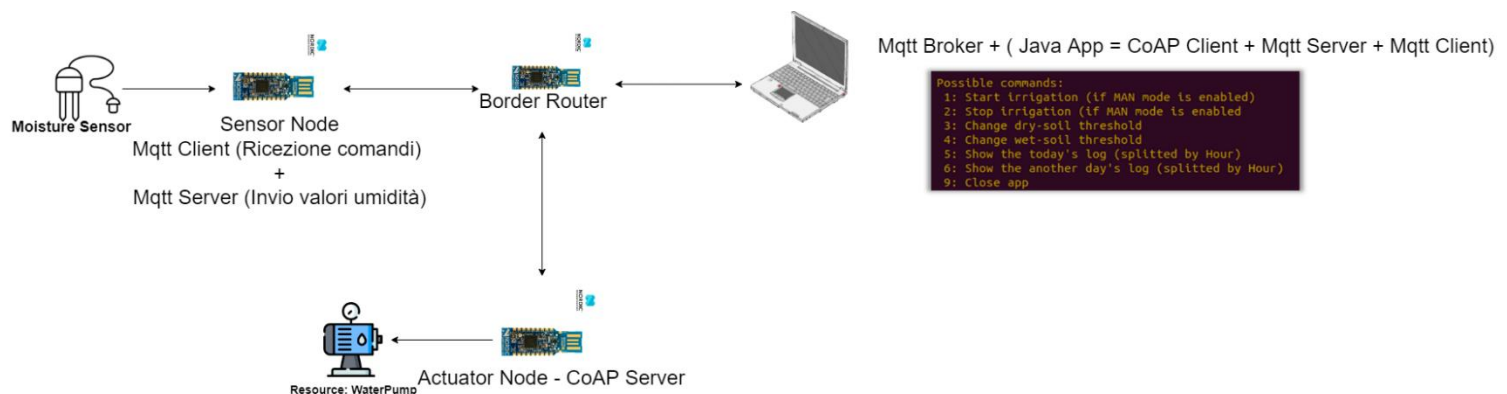 Moisture Sensor
NORDIC
Sensor Node
Mqtt Client (Ricezione comandi)
+
Mqtt Server (Invio valori umidità)
NORDIC
Border Router
Mqtt Broker + ( Java App = CoAP Client + Mqtt Server + Mqtt Client)
Possible commands:
1: Start irrigation (if MAN mode is enabled)
2: Stop irrigation (if MAN mode is enabled
3: Change dry-soil threshold
4: Change wet-soil threshold
5: Show the today's log (splitted by Hour)
6: Show the another day's log (splitted by Hour)
9: Close app
NORDIC
Resource: WaterPump
Actuator Node - CoAP Server